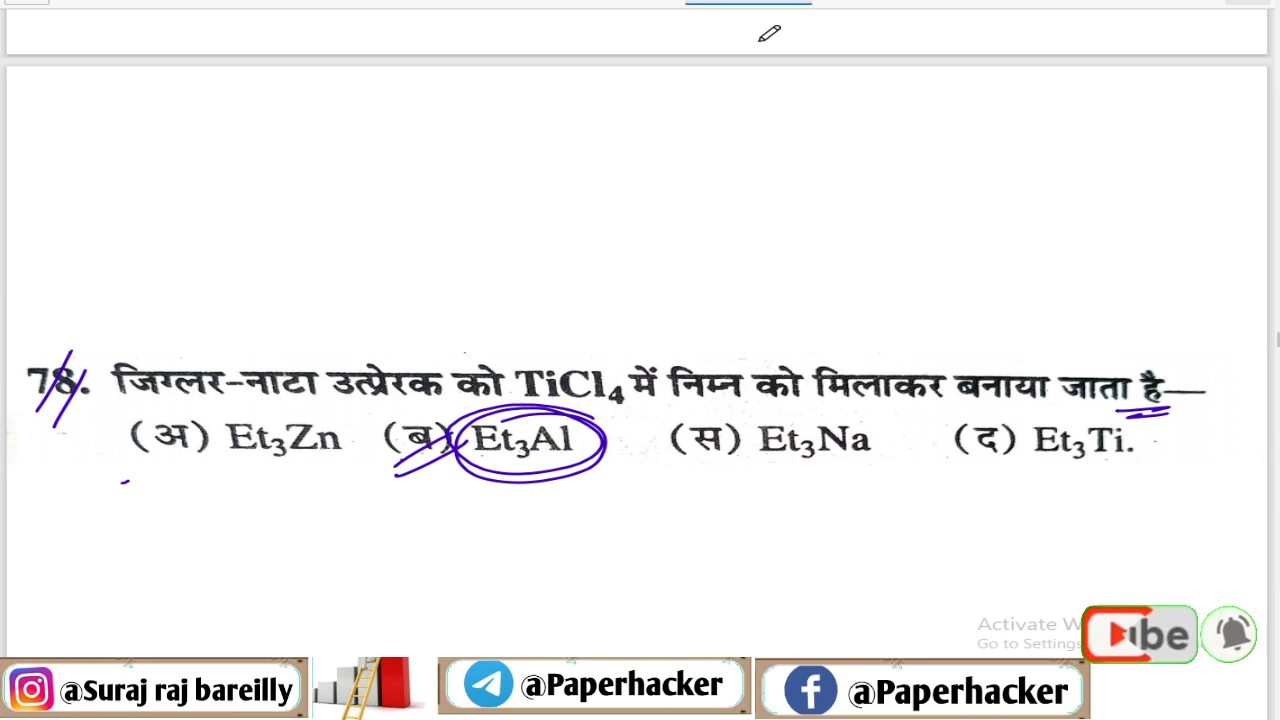 78. जिग्लर-नाटा उत्प्रेरक को TiCl₄ में निम्न को मिलाकर बनाया जाता है—
(अ) Et₃Zn (ब) Et₃Al (स) Et₃Na (द) Et₃Ti.
Activate W
Go to Settings
ibe
@Suraj raj bareilly @Paperhacker @Paperhacker